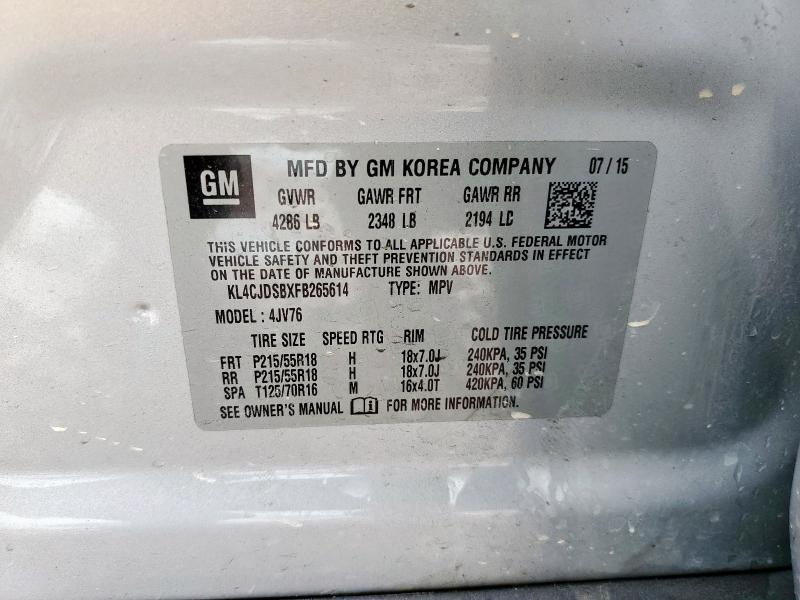 GM
MFD BY GM KOREA COMPANY 07 / 15
GVWR GAWR FRT GAWR RR
4286 LB 2348 LB 2194 LC
THIS VEHICLE CONFORMS TO ALL APPLICABLE U.S. FEDERAL MOTOR
VEHICLE SAFETY AND THEFT PREVENTION STANDARDS IN EFFECT
ON THE DATE OF MANUFACTURE SHOWN ABOVE.
KL4CJDSBXFB265614 TYPE: MPV
MODEL : 4JV76
TIRE SIZE SPEED RTG RIM COLD TIRE PRESSURE
FRT P215/55R18 H 18x7.0J 240KPA, 35 PSI
RR P215/55R18 H 18x7.0J 240KPA, 35 PSI
SPA T125/70R16 M 16x4.0T 420KPA, 60 PSI
SEE OWNER'S MANUAL FOR MORE INFORMATION.